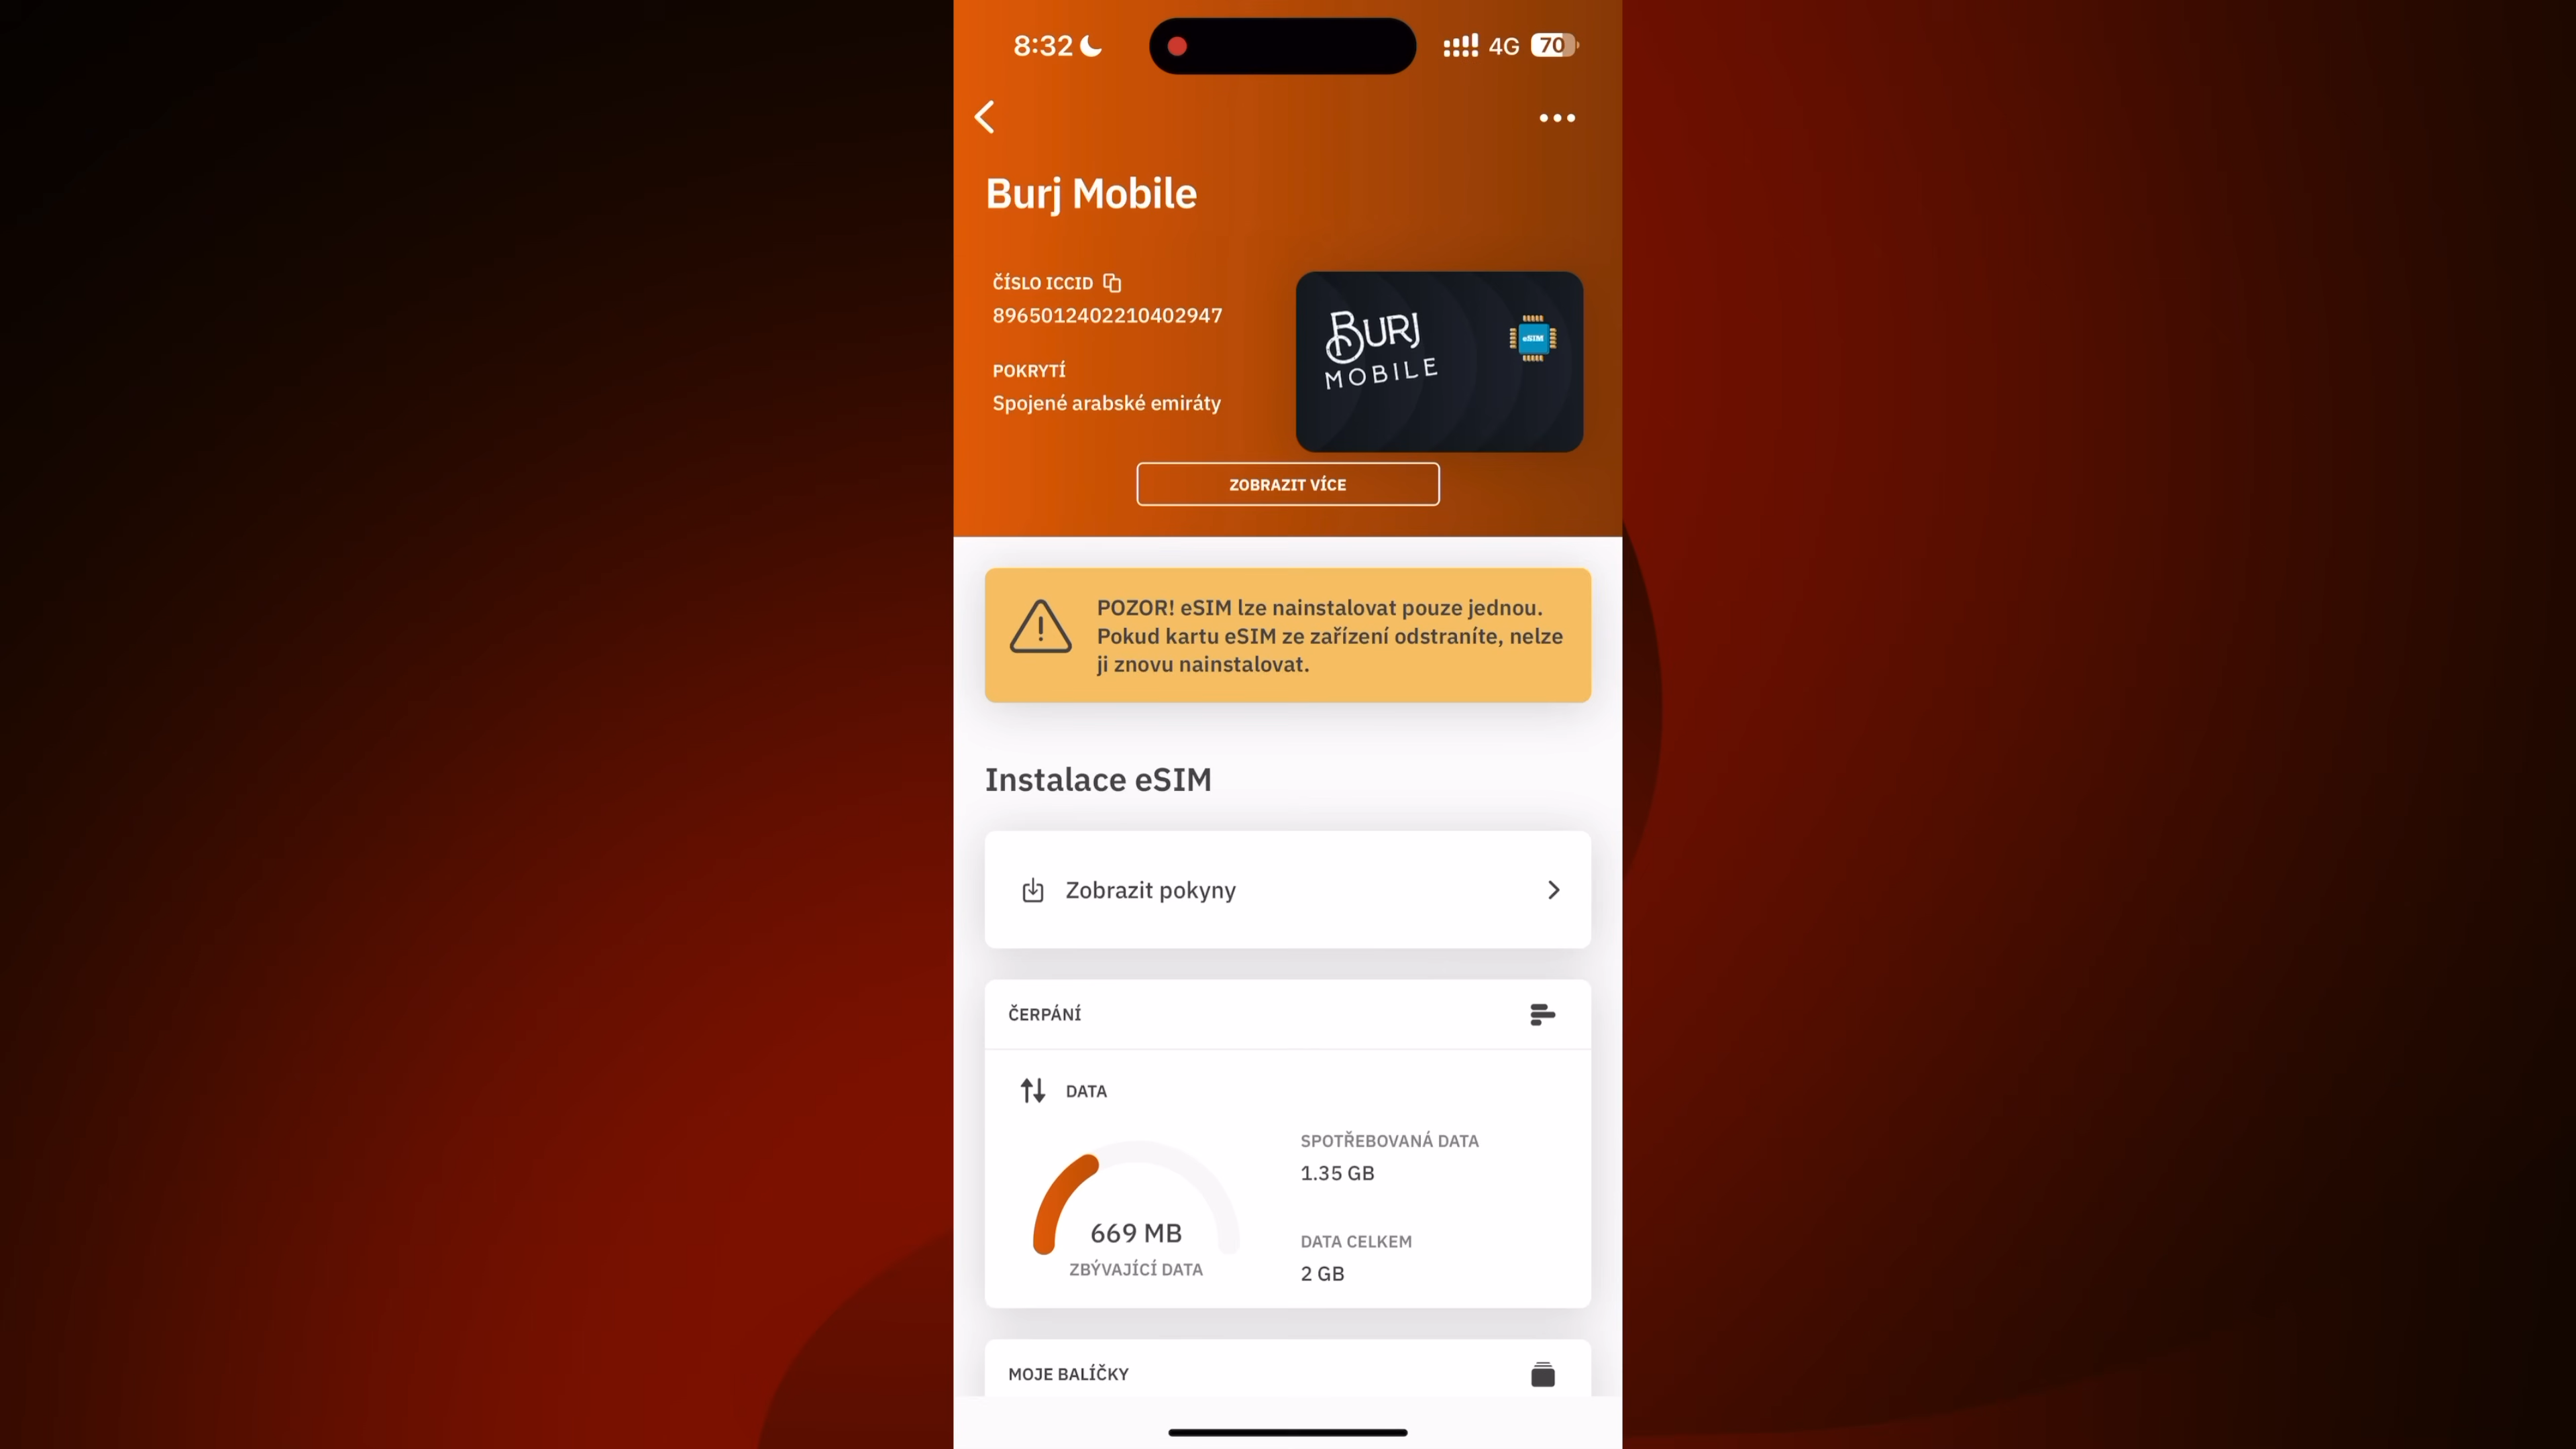 8:32
4G
70
Burj Mobile
ČÍSLO ICCID
8965012402210402947
POKRYTÍ
Spojené arabské emiráty
BURJ
MOBILE
eSIM
ZOBRAZIT VÍCE
POZOR! eSIM lze nainstalovat pouze jednou.
Pokud kartu eSIM ze zařízení odstraníte, nelze
ji znovu nainstalovat.
Instalace eSIM
Zobrazit pokyny
ČERPÁNÍ
DATA
669 MB
ZBÝVAJÍCÍ DATA
SPOTŘEBOVANÁ DATA
1.35 GB
DATA CELKEM
2 GB
MOJE BALÍČKY